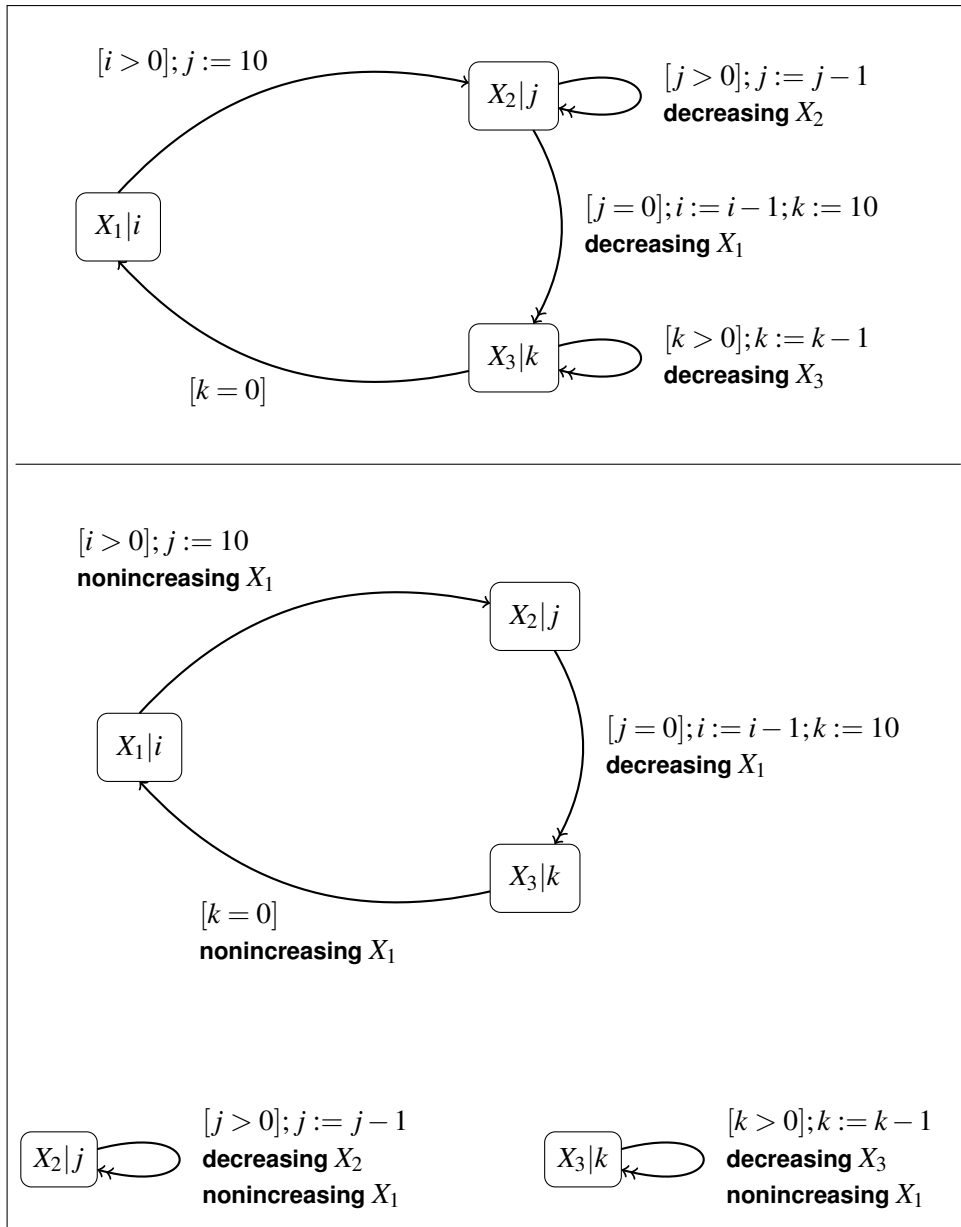 [i > 0]; j := 10
X₂|j
[j > 0]; j := j − 1
decreasing X₂
X₁|i
[j = 0]; i := i − 1; k := 10
decreasing X₁
X₃|k
[k > 0]; k := k − 1
decreasing X₃
[k = 0]
[i > 0]; j := 10
nonincreasing X₁
X₂|j
X₁|i
[j = 0]; i := i − 1; k := 10
decreasing X₁
X₃|k
[k = 0]
nonincreasing X₁
X₂|j
[j > 0]; j := j − 1
decreasing X₂
nonincreasing X₁
X₃|k
[k > 0]; k := k − 1
decreasing X₃
nonincreasing X₁